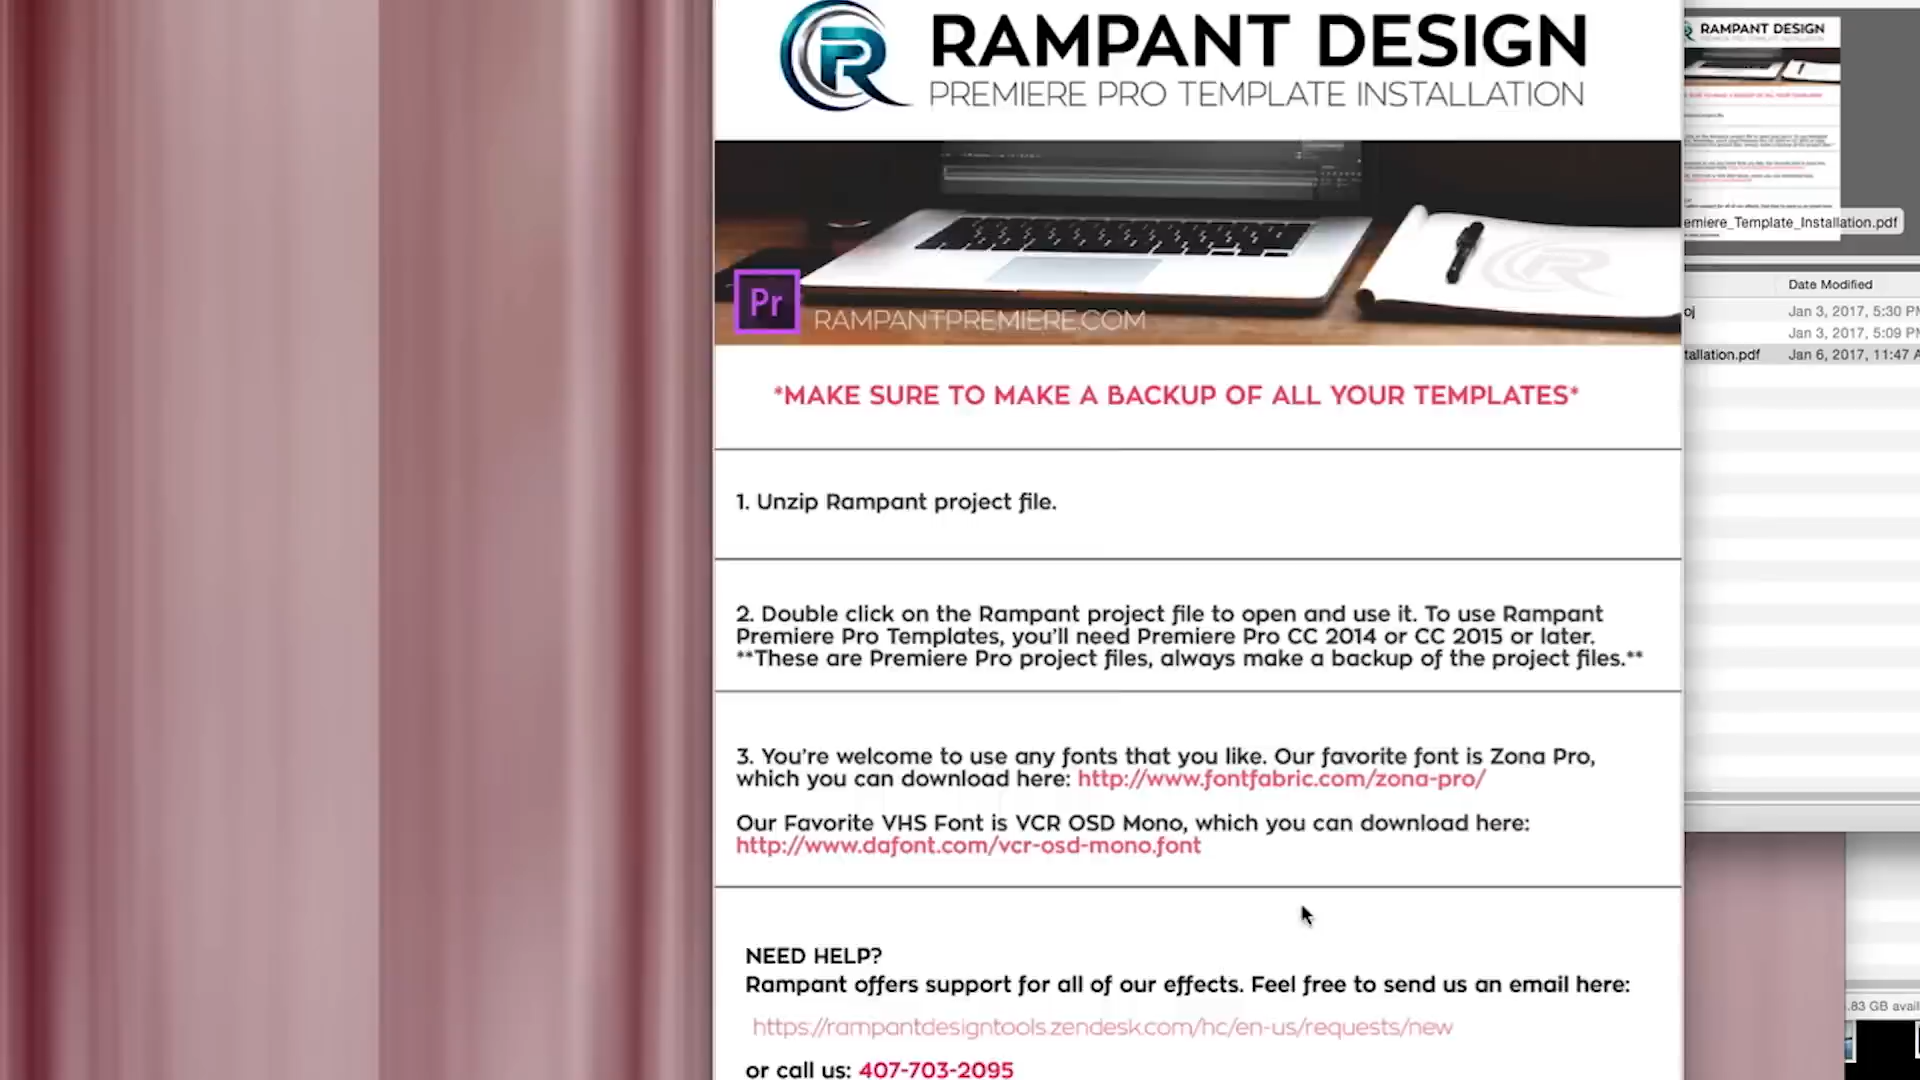 RAMPANT DESIGN
PREMIERE PRO TEMPLATE INSTALLATION
Pr
RAMPANTPREMIERE.COM
*MAKE SURE TO MAKE A BACKUP OF ALL YOUR TEMPLATES*
1. Unzip Rampant project file.
2. Double click on the Rampant project file to open and use it. To use Rampant
Premiere Pro Templates, you'll need Premiere Pro CC 2014 or CC 2015 or later.
**These are Premiere Pro project files, always make a backup of the project files.**
3. You're welcome to use any fonts that you like. Our favorite font is Zona Pro,
which you can download here: http://www.fontfabric.com/zona-pro/
Our Favorite VHS Font is VCR OSD Mono, which you can download here:
http://www.dafont.com/vcr-osd-mono.font
NEED HELP?
Rampant offers support for all of our effects. Feel free to send us an email here:
https://rampantdesigntools.zendesk.com/hc/en-us/requests/new
or call us: 407-703-2095
RAMPANT DESIGN
emiere_Template_Installation.pdf
Date Modified
oj Jan 3, 2017, 5:30 PM
Jan 3, 2017, 5:09 PM
tallation.pdf Jan 6, 2017, 11:47 A
.83 GB avail